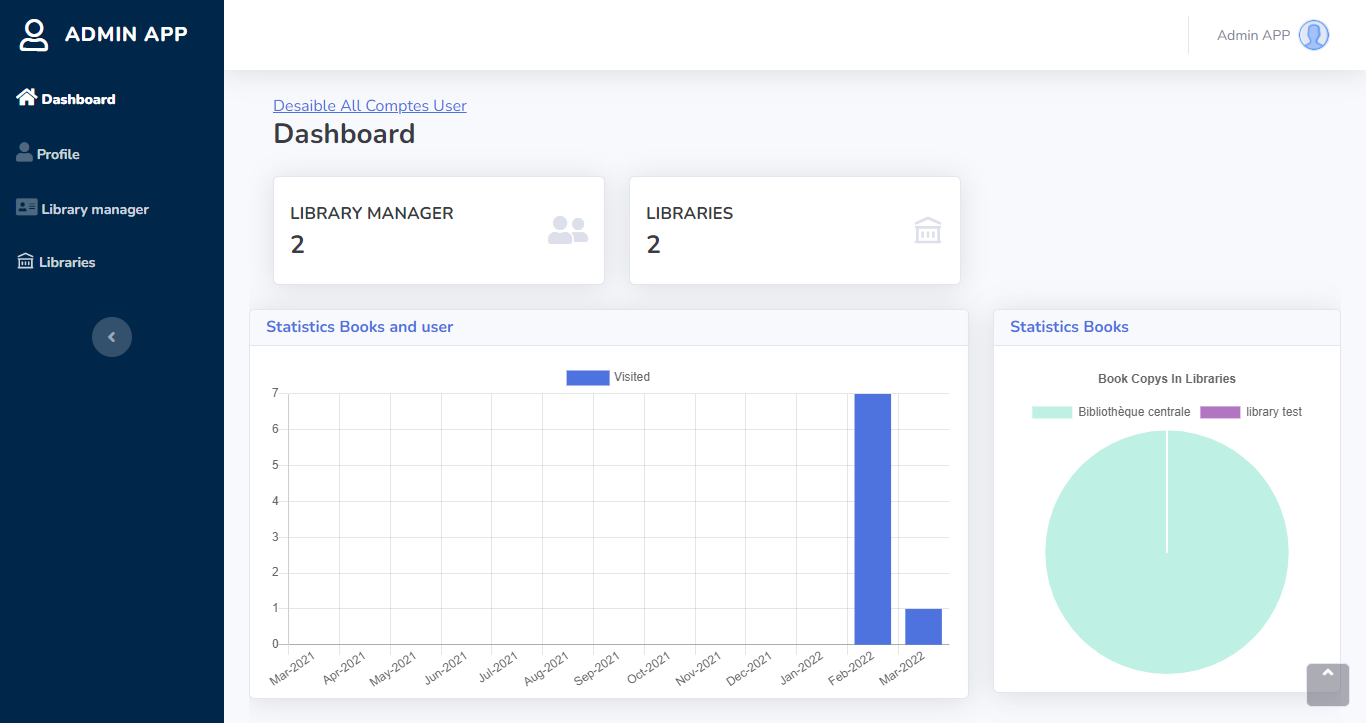 ADMIN APP
Admin APP
Dashboard
Profile
Library manager
Libraries
Desaible All Comptes User
Dashboard
LIBRARY MANAGER
2
LIBRARIES
2
Statistics Books and user
Visited
7
6
5
4
3
2
1
0
Mar-2021
Apr-2021
May-2021
Jun-2021
Jul-2021
Aug-2021
Sep-2021
Oct-2021
Nov-2021
Dec-2021
Jan-2022
Feb-2022
Mar-2022
Statistics Books
Book Copys In Libraries
Bibliothèque centrale
library test